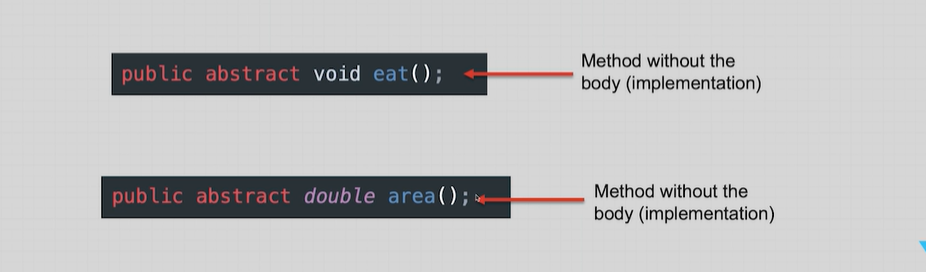 public abstract void eat();
Method without the
body (implementation)
public abstract double area();
Method without the
body (implementation)